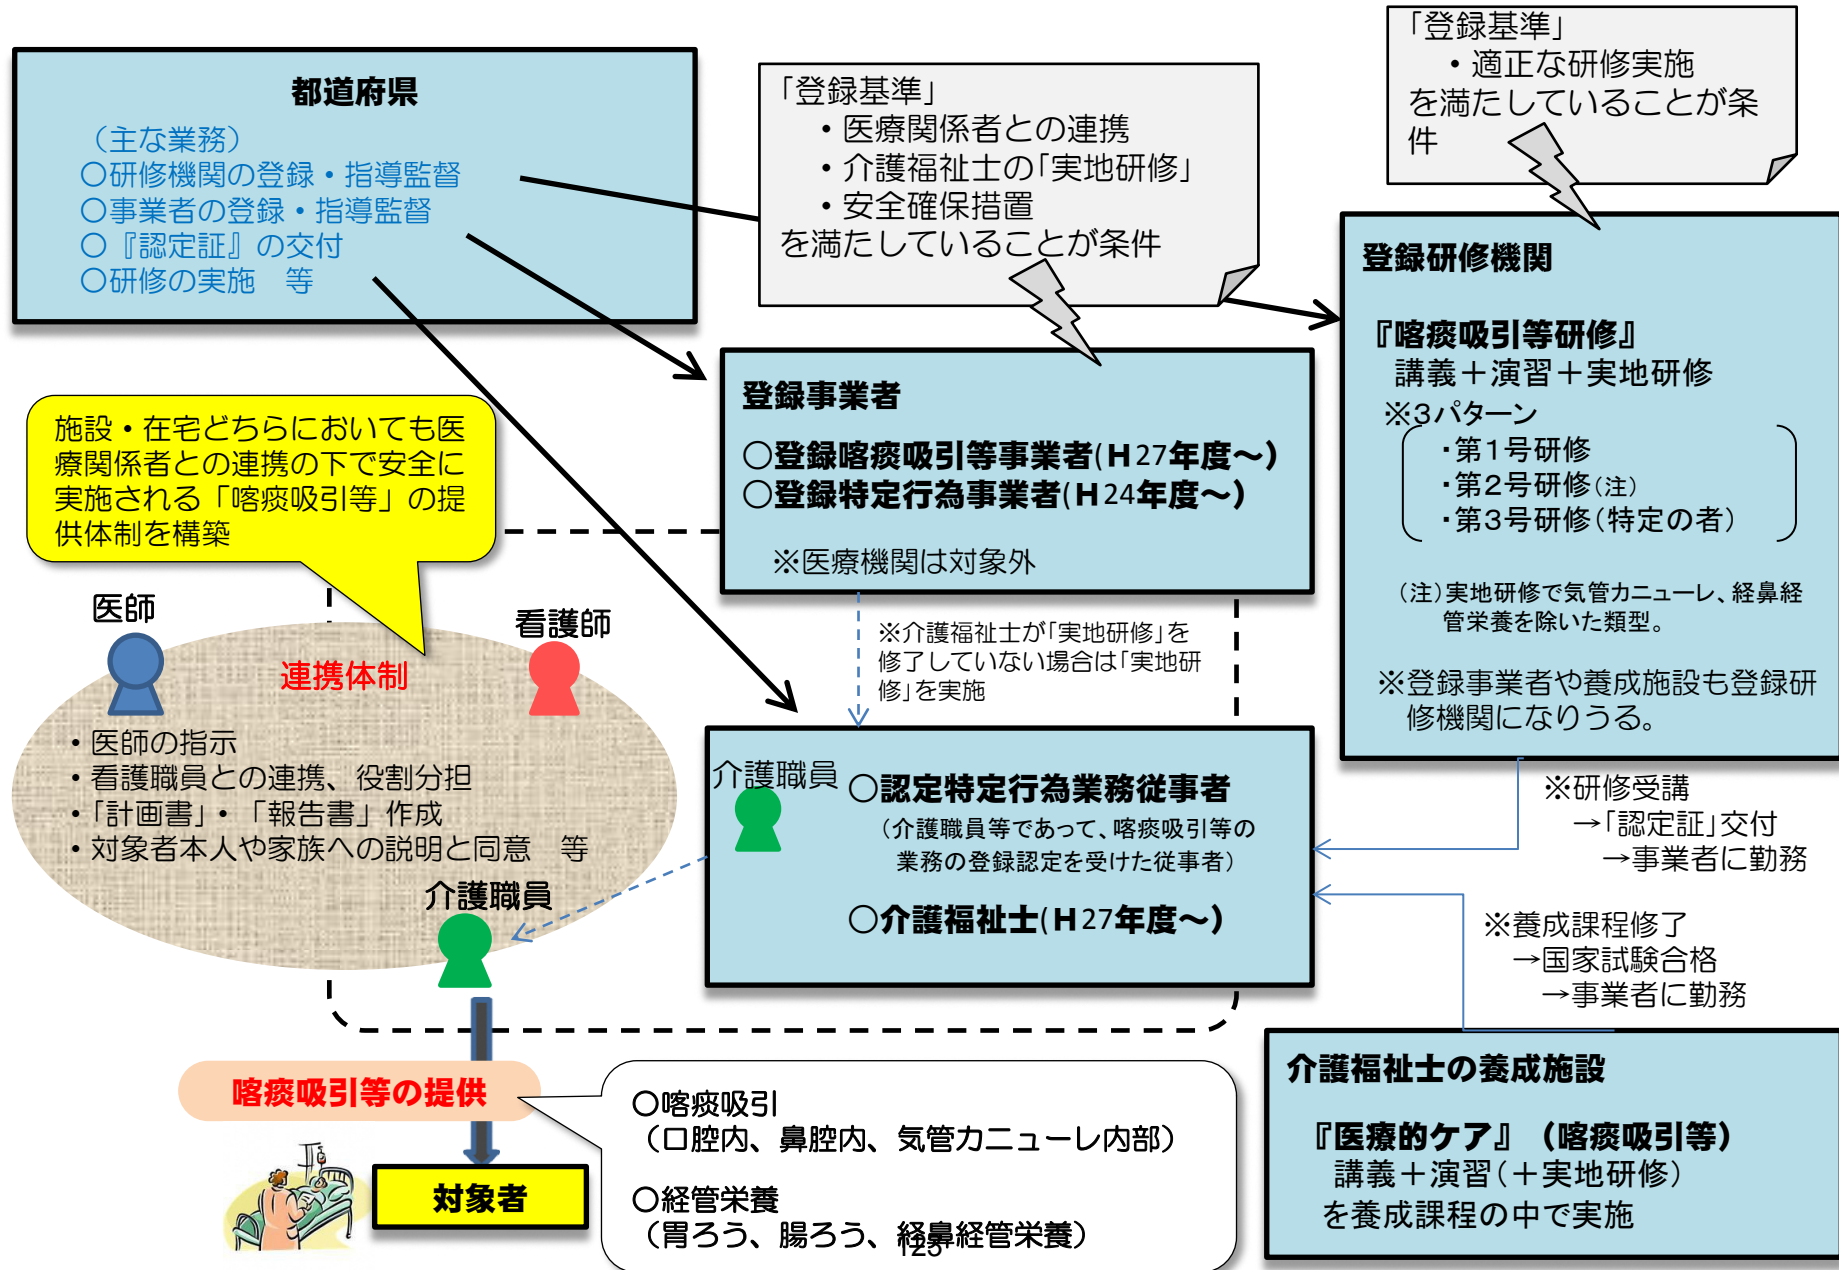 都道府県
（主な業務）
○研修機関の登録・指導監督
○事業者の登録・指導監督
○『認定証』の交付
○研修の実施　等
「登録基準」
・医療関係者との連携
・介護福祉士の「実地研修」
・安全確保措置
を満たしていることが条件
「登録基準」
・適正な研修実施
を満たしていることが条
件
登録研修機関
『喀痰吸引等研修』
講義＋演習＋実地研修
※3パターン
・第1号研修
・第2号研修（注）
・第3号研修（特定の者）
（注）実地研修で気管カニューレ、経鼻経
管栄養を除いた類型。
※登録事業者や養成施設も登録研
修機関になりうる。
登録事業者
○登録喀痰吸引等事業者（H27年度～）
○登録特定行為事業者（H24年度～）
※医療機関は対象外
施設・在宅どちらにおいても医
療関係者との連携の下で安全に
実施される「喀痰吸引等」の提
供体制を構築
医師
看護師
連携体制
・医師の指示
・看護職員との連携、役割分担
・「計画書」・「報告書」作成
・対象者本人や家族への説明と同意　等
介護職員
※介護福祉士が「実地研修」を
修了していない場合は「実地研
修」を実施
介護職員
○認定特定行為業務従事者
（介護職員等であって、喀痰吸引等の
業務の登録認定を受けた従事者）
○介護福祉士（H27年度～）
※研修受講
→「認定証」交付
→事業者に勤務
※養成課程修了
→国家試験合格
→事業者に勤務
介護福祉士の養成施設
『医療的ケア』（喀痰吸引等）
講義＋演習（＋実地研修）
を養成課程の中で実施
喀痰吸引等の提供
対象者
○喀痰吸引
（口腔内、鼻腔内、気管カニューレ内部）
○経管栄養
（胃ろう、腸ろう、経鼻経管栄養）
125